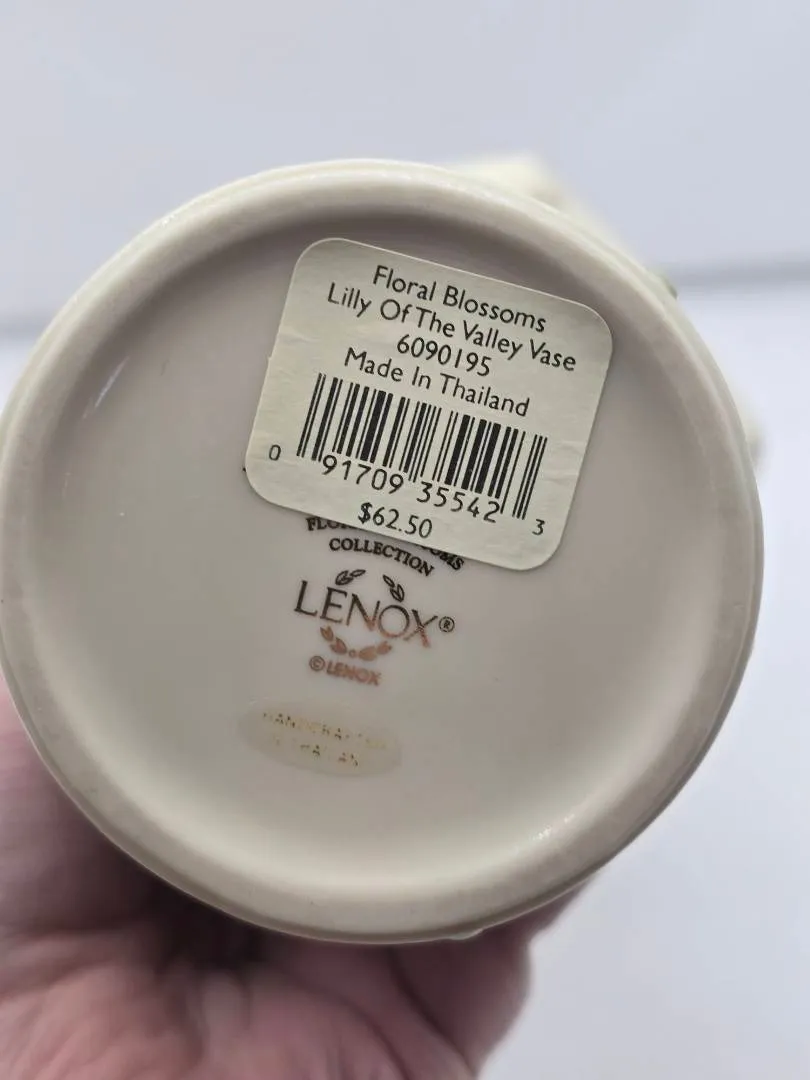 Floral Blossoms
Lilly Of The Valley Vase
6090195
Made In Thailand
0 91709 35542 3
$62.50
COLLECTION
LENOX®
©LENOX